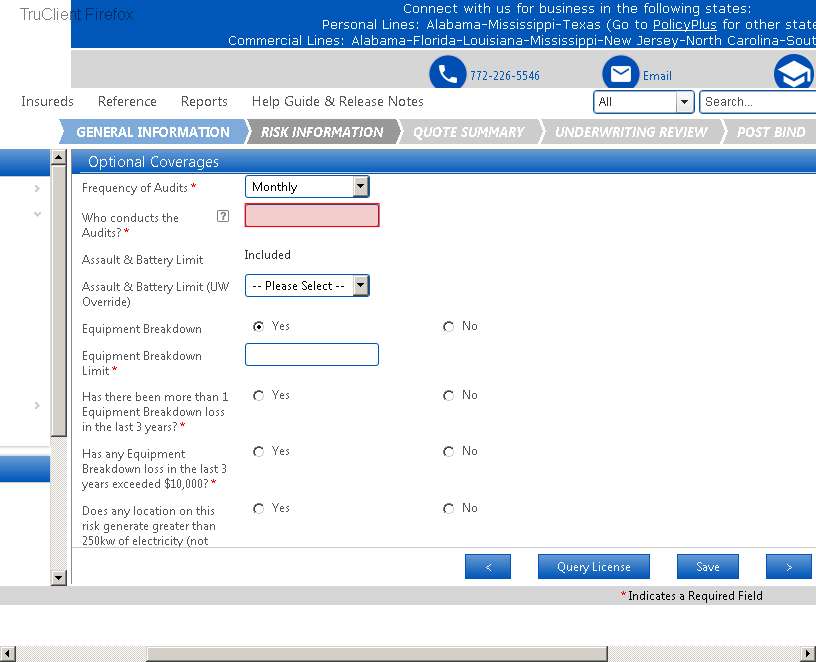 TruClient Firefox
Connect with us for business in the following states:
Personal Lines: Alabama-Mississippi-Texas (Go to PolicyPlus for other state
Commercial Lines: Alabama-Florida-Louisiana-Mississippi-New Jersey-North Carolina-Sout
772-226-5546
Email
Insureds Reference Reports Help Guide & Release Notes
All
Search...
GENERAL INFORMATION RISK INFORMATION QUOTE SUMMARY UNDERWRITING REVIEW POST BIND
Optional Coverages
Frequency of Audits * Monthly
Who conducts the ?
Audits? *
Assault & Battery Limit Included
Assault & Battery Limit (UW -- Please Select --
Override)
Equipment Breakdown Yes No
Equipment Breakdown
Limit *
Has there been more than 1 Yes No
Equipment Breakdown loss
in the last 3 years? *
Has any Equipment Yes No
Breakdown loss in the last 3
years exceeded $10,000? *
Does any location on this Yes No
risk generate greater than
250kw of electricity (not
< Query License Save >
* Indicates a Required Field